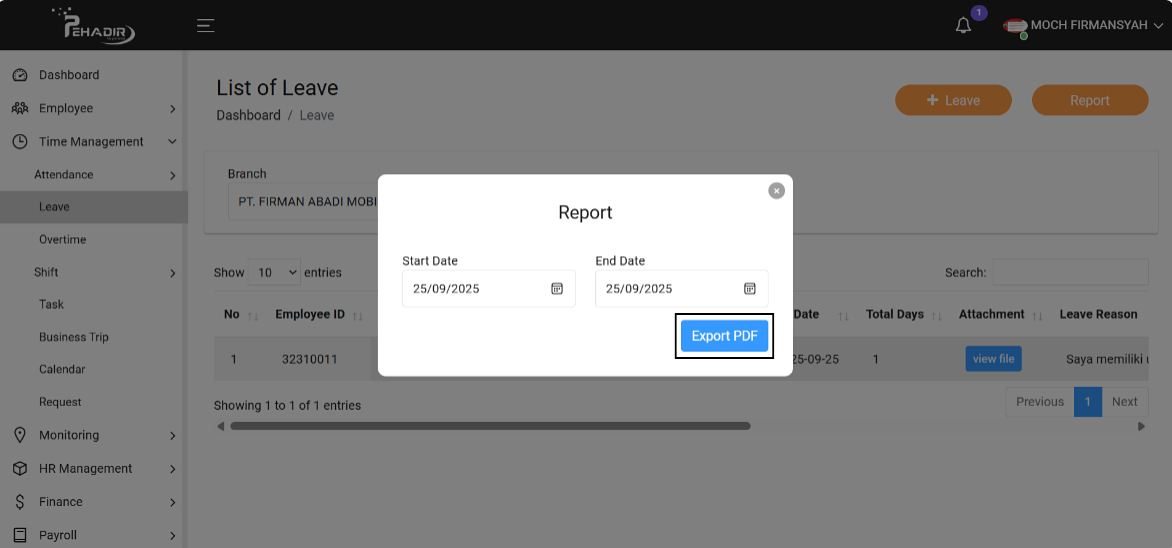 PEHADIR
1
MOCH FIRMANSYAH
Dashboard
Employee
Time Management
Attendance
Leave
Overtime
Shift
Task
Business Trip
Calendar
Request
Monitoring
HR Management
Finance
Payroll
List of Leave
Dashboard / Leave
+ Leave
Report
Branch
PT. FIRMAN ABADI MOBI
Report
Start Date End Date
25/09/2025 25/09/2025
Export PDF
Show 10 entries
Search:
No Employee ID Date Total Days Attachment Leave Reason
1 32310011 25-09-25 1 view file Saya memiliki
Showing 1 to 1 of 1 entries
Previous 1 Next